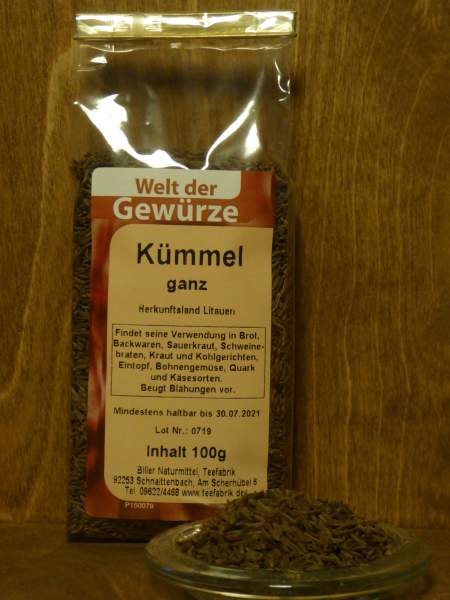 Welt der
Gewürze
Kümmel
ganz
Herkunftsland Litauen
Findet seine Verwendung in Brot,
Backwaren, Sauerkraut, Schweine-
braten, Kraut und Kohlgerichten,
Eintopf, Bohnengemüse, Quark
und Käsesorten.
Beugt Blähungen vor.
Mindestens haltbar bis 30.07.2021
Lot Nr.: 0719
Inhalt 100g
Biller Naturmittel, Teefabrik
92253 Schnaittenbach, Am Scherhübel 6
Tel. 09622/4468 www.teefabrik.de
P150079